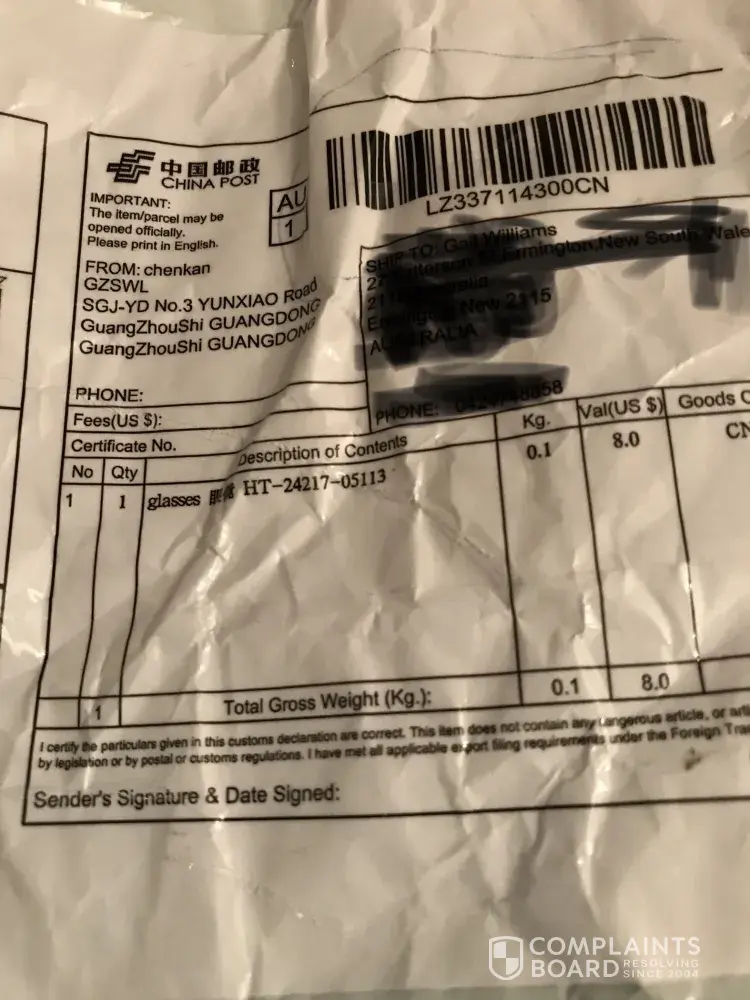 中国邮政
CHINA POST
IMPORTANT:
The item/parcel may be
opened officially.
Please print in English.
AU
1
LZ337114300CN
FROM: chenkan
GZSWL
SGJ-YD No.3 YUNXIAO Road
GuangZhouShi GUANGDONG
GuangZhouShi GUANGDONG
PHONE:
SHIP TO:
PHONE:
Fees(US $):
Certificate No.
No Qty Description of Contents Kg. Val(US $) Goods
1 1 glasses HT-24217-05113 0.1 8.0 CN
1 Total Gross Weight (Kg.): 0.1 8.0
I certify the particulars given in this customs declaration are correct. This item does not contain any dangerous article, or
by legislation or by postal or customs regulations. I have met all applicable export filing requirements under the Foreign
Sender's Signature & Date Signed:
COMPLAINTS
BOARD RESOLVING
SINCE 2004